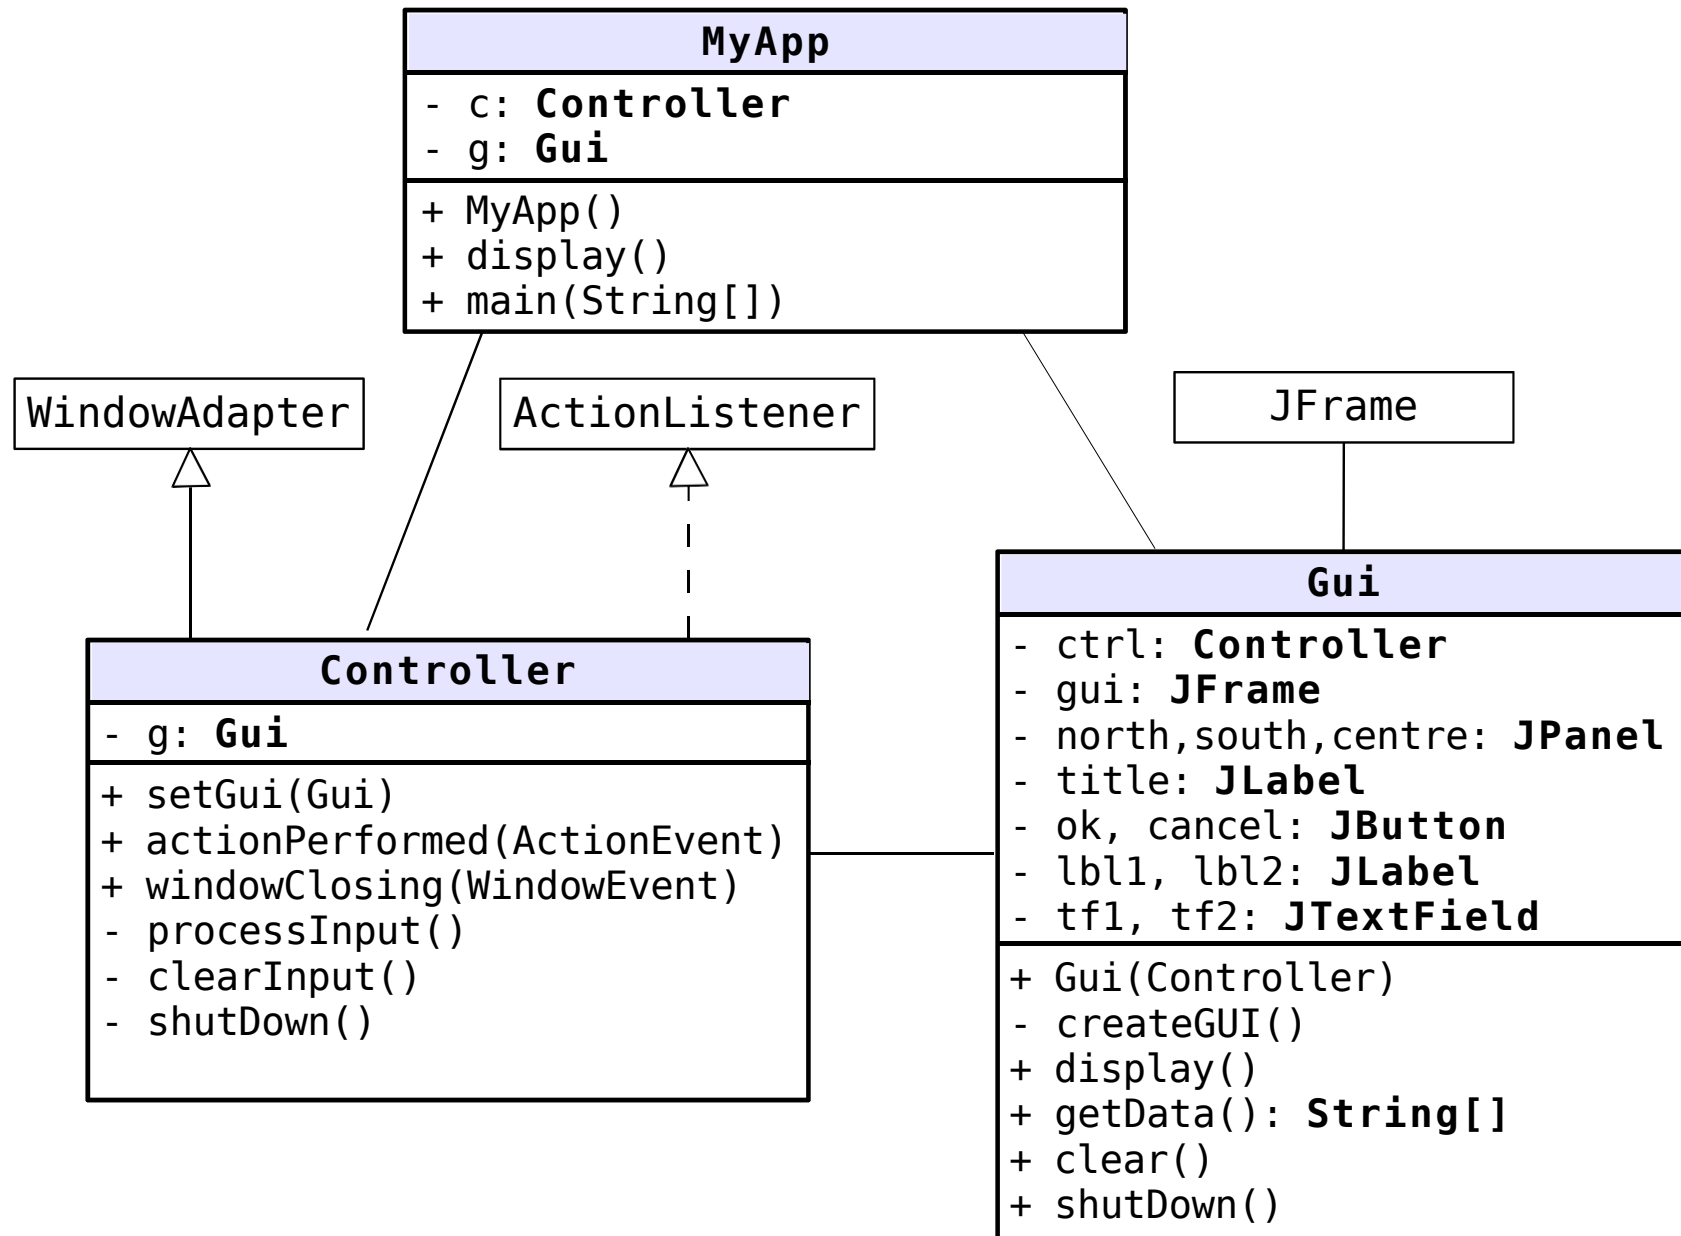 MyApp
- c: Controller
- g: Gui
+ MyApp()
+ display()
+ main(String[])
WindowAdapter
ActionListener
JFrame
Controller
- g: Gui
+ setGui(Gui)
+ actionPerformed(ActionEvent)
+ windowClosing(WindowEvent)
- processInput()
- clearInput()
- shutDown()
Gui
- ctrl: Controller
- gui: JFrame
- north,south,centre: JPanel
- title: JLabel
- ok, cancel: JButton
- lbl1, lbl2: JLabel
- tf1, tf2: JTextField
+ Gui(Controller)
- createGUI()
+ display()
+ getData(): String[]
+ clear()
+ shutDown()